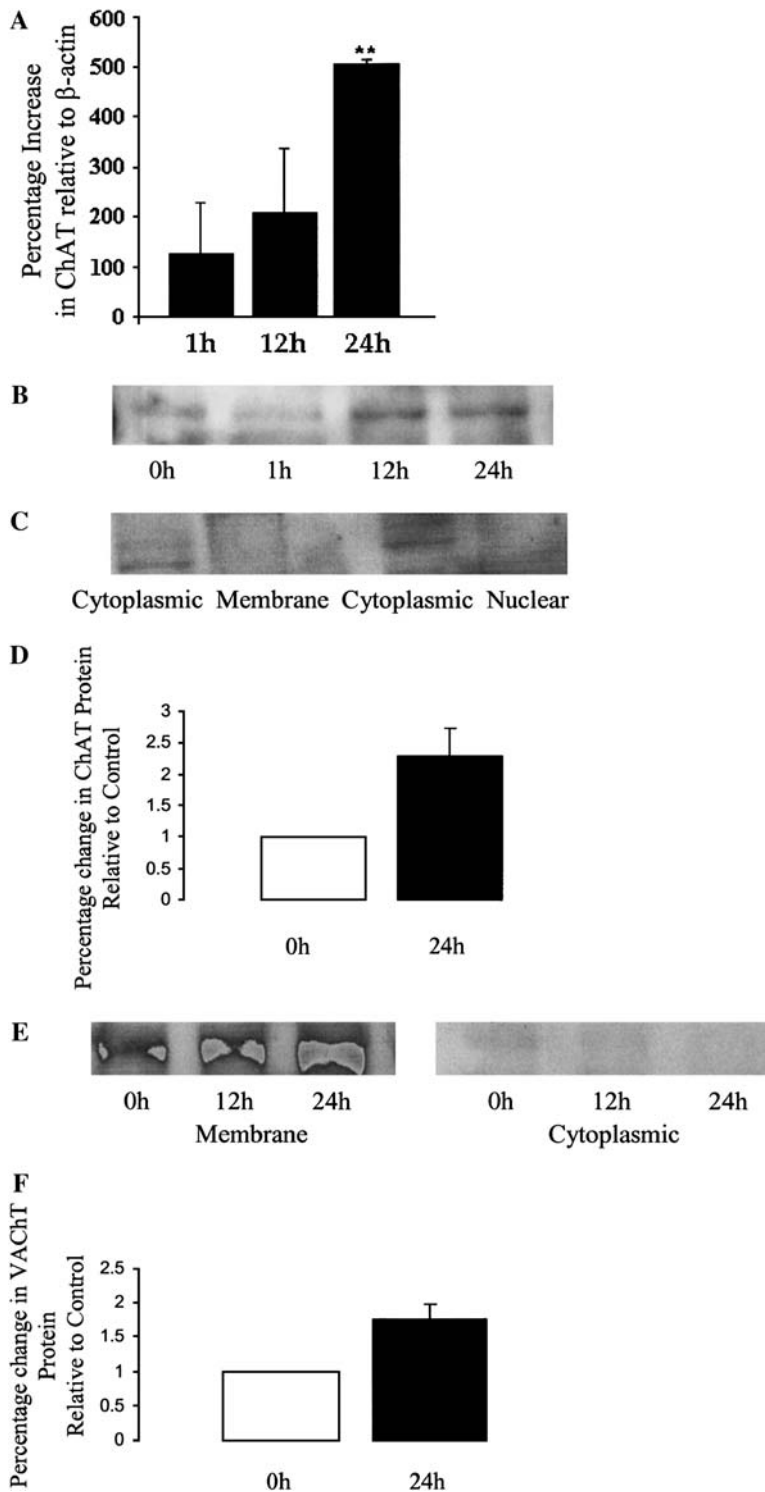 A
Percentage Increase
in ChAT relative to β-actin
600
500
400
300
200
100
0
**
1h 12h 24h
B
0h 1h 12h 24h
C
Cytoplasmic Membrane Cytoplasmic Nuclear
D
Percentage change in ChAT Protein
Relative to Control
3
2.5
2
1.5
1
0.5
0
0h 24h
E
0h 12h 24h 0h 12h 24h
Membrane Cytoplasmic
F
Percentage change in VAChT
Protein
Relative to Control
2.5
2
1.5
1
0.5
0
0h 24h